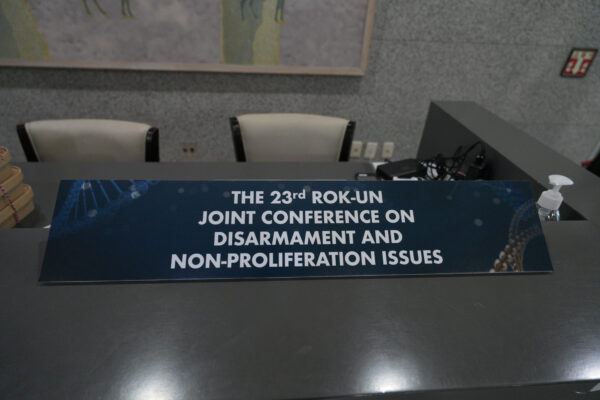 THE 23rd ROK-UN
JOINT CONFERENCE ON
DISARMAMENT AND
NON-PROLIFERATION ISSUES